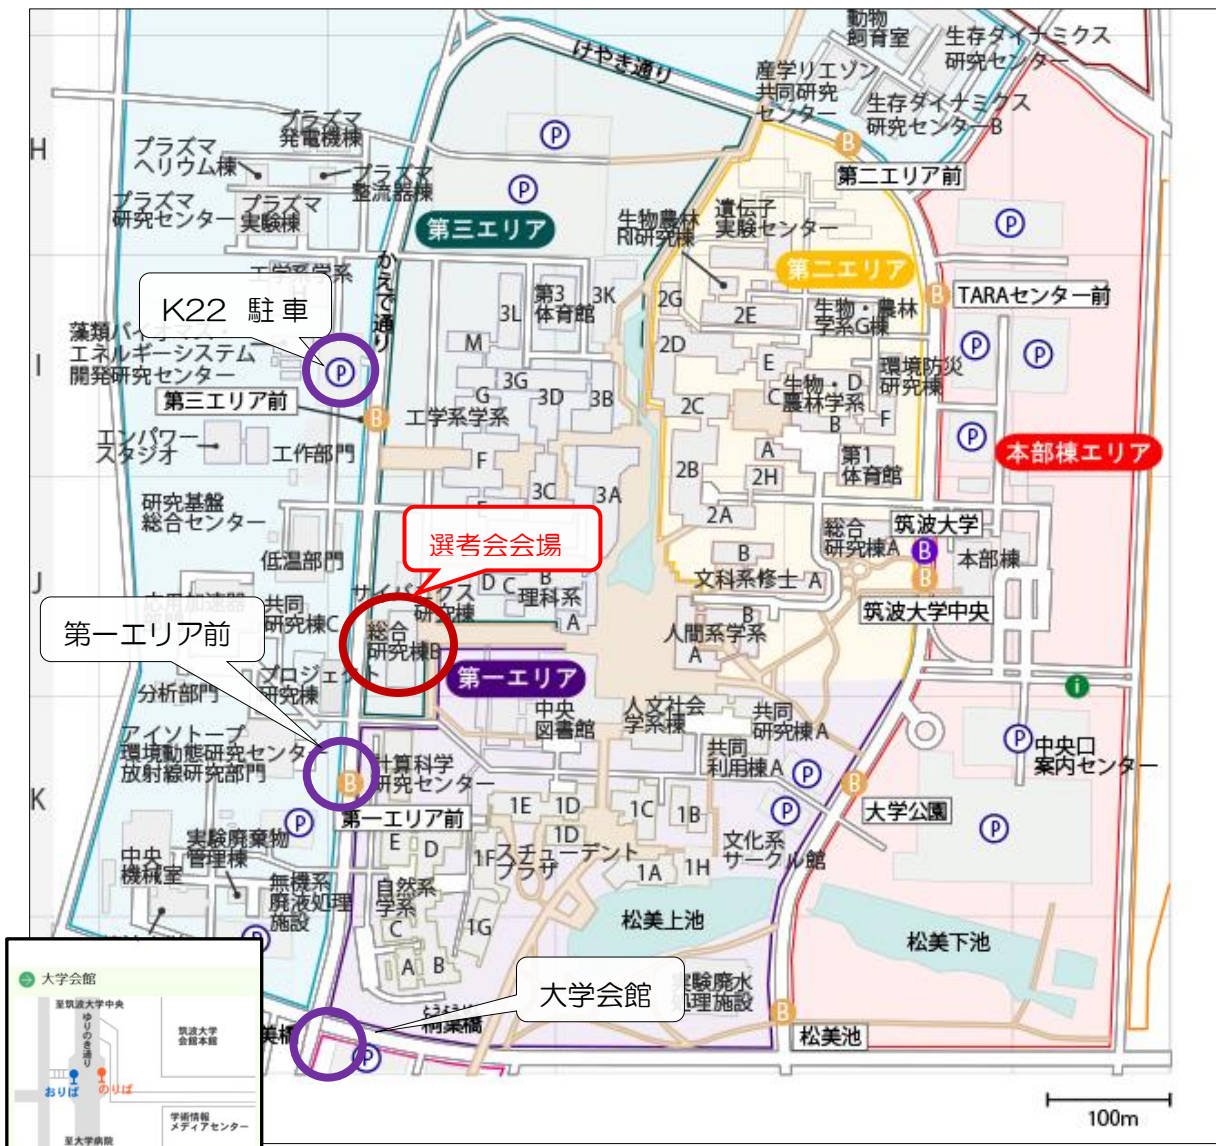 動物
飼育室
生存ダイナミクス
研究センター
けやき通り
産学リエゾン
共同研究
センター
生存ダイナミクス
研究センターB
H
プラズマ
発電機棟
プラズマ
ヘリウム棟
プラズマ
整流器棟
プラズマ
研究センター
プラズマ
実験棟
P
P
B
第二エリア前
第三エリア
生物農林
RI研究棟
遺伝子
実験センター
P
第二エリア
かえで通り
工学系学系
K22 駐車
3L
第3
体育館
3K
2G
2E
生物・農林
学系G棟
B
TARAセンター前
藻類バイオマス・
エネルギーシステム
開発研究センター
I
P
M
3G
G
3D
3B
2D
E
生物・D
農林学系
C
B
F
環境防災
研究棟
P
P
第三エリア前
B
工学系学系
2C
エンパワー
スタジオ
工作部門
F
3C
3A
2B
A
2H
第1
体育館
P
本部棟エリア
研究基盤
総合センター
E
2A
選考会会場
総合
研究棟A
筑波大学
B
本部棟
低温部門
J
B
文科系修士
A
B
筑波大学中央
サイバニクス
研究棟
D
C
B
理科系
A
共同
研究棟C
第一エリア前
総合
研究棟B
人間系学系
B
A
プロジェクト
研究棟
分析部門
第一エリア
i
中央
図書館
人文社会
学系棟
共同
研究棟A
アイソトープ
環境動態研究センター
放射線研究部門
共同
利用棟A
P
P
中央口
案内センター
K
B
計算科学
研究センター
B
大学公園
1E
1D
1C
1B
P
P
第一エリア前
1D
P
実験廃棄物
管理棟
E
D
1F
スチューデント
プラザ
1A
1H
文化系
サークル館
中央
機械室
無機系
廃液処理
施設
自然系
学系
C
1G
松美上池
松美下池
P
A
B
大学会館
実験廃水
処理施設
とうようばし
桐葉橋
美橋
P
B
松美池
大学会館
至筑波大学中央
ゆりのき通り
筑波大学
会館本館
おりば
のりば
学術情報
メディアセンター
至大学病院
100m